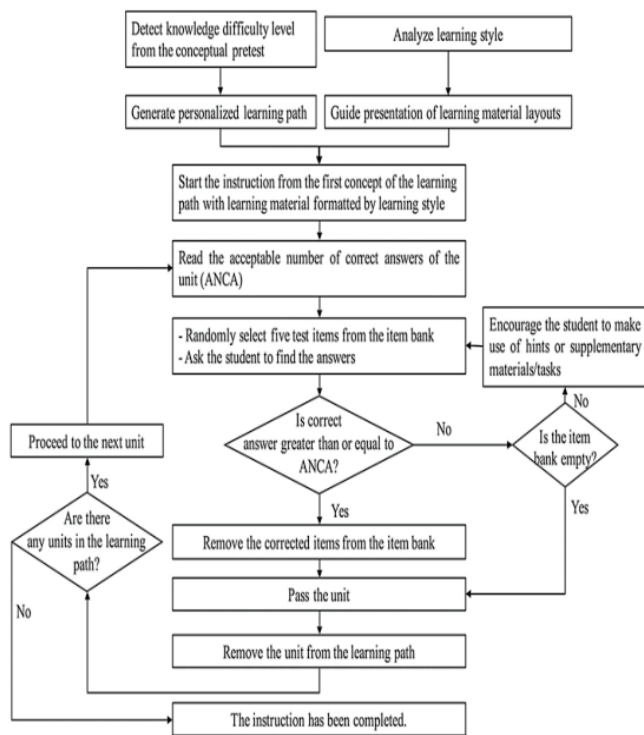 Detect knowledge difficulty level
from the conceptual pretest
Analyze learning style
Generate personalized learning path
Guide presentation of learning material layouts
Start the instruction from the first concept of the learning
path with learning material formatted by learning style
Read the acceptable number of correct answers of the
unit (ANCA)
- Randomly select five test items from the item bank
- Ask the student to find the answers
Encourage the student to make
use of hints or supplementary
materials/tasks
No
Is correct
answer greater than or equal to
ANCA?
No
Is the item
bank empty?
Proceed to the next unit
Yes
Yes
Yes
Are there
any units in the learning
path?
Remove the corrected items from the item bank
No
Pass the unit
Remove the unit from the learning path
The instruction has been completed.